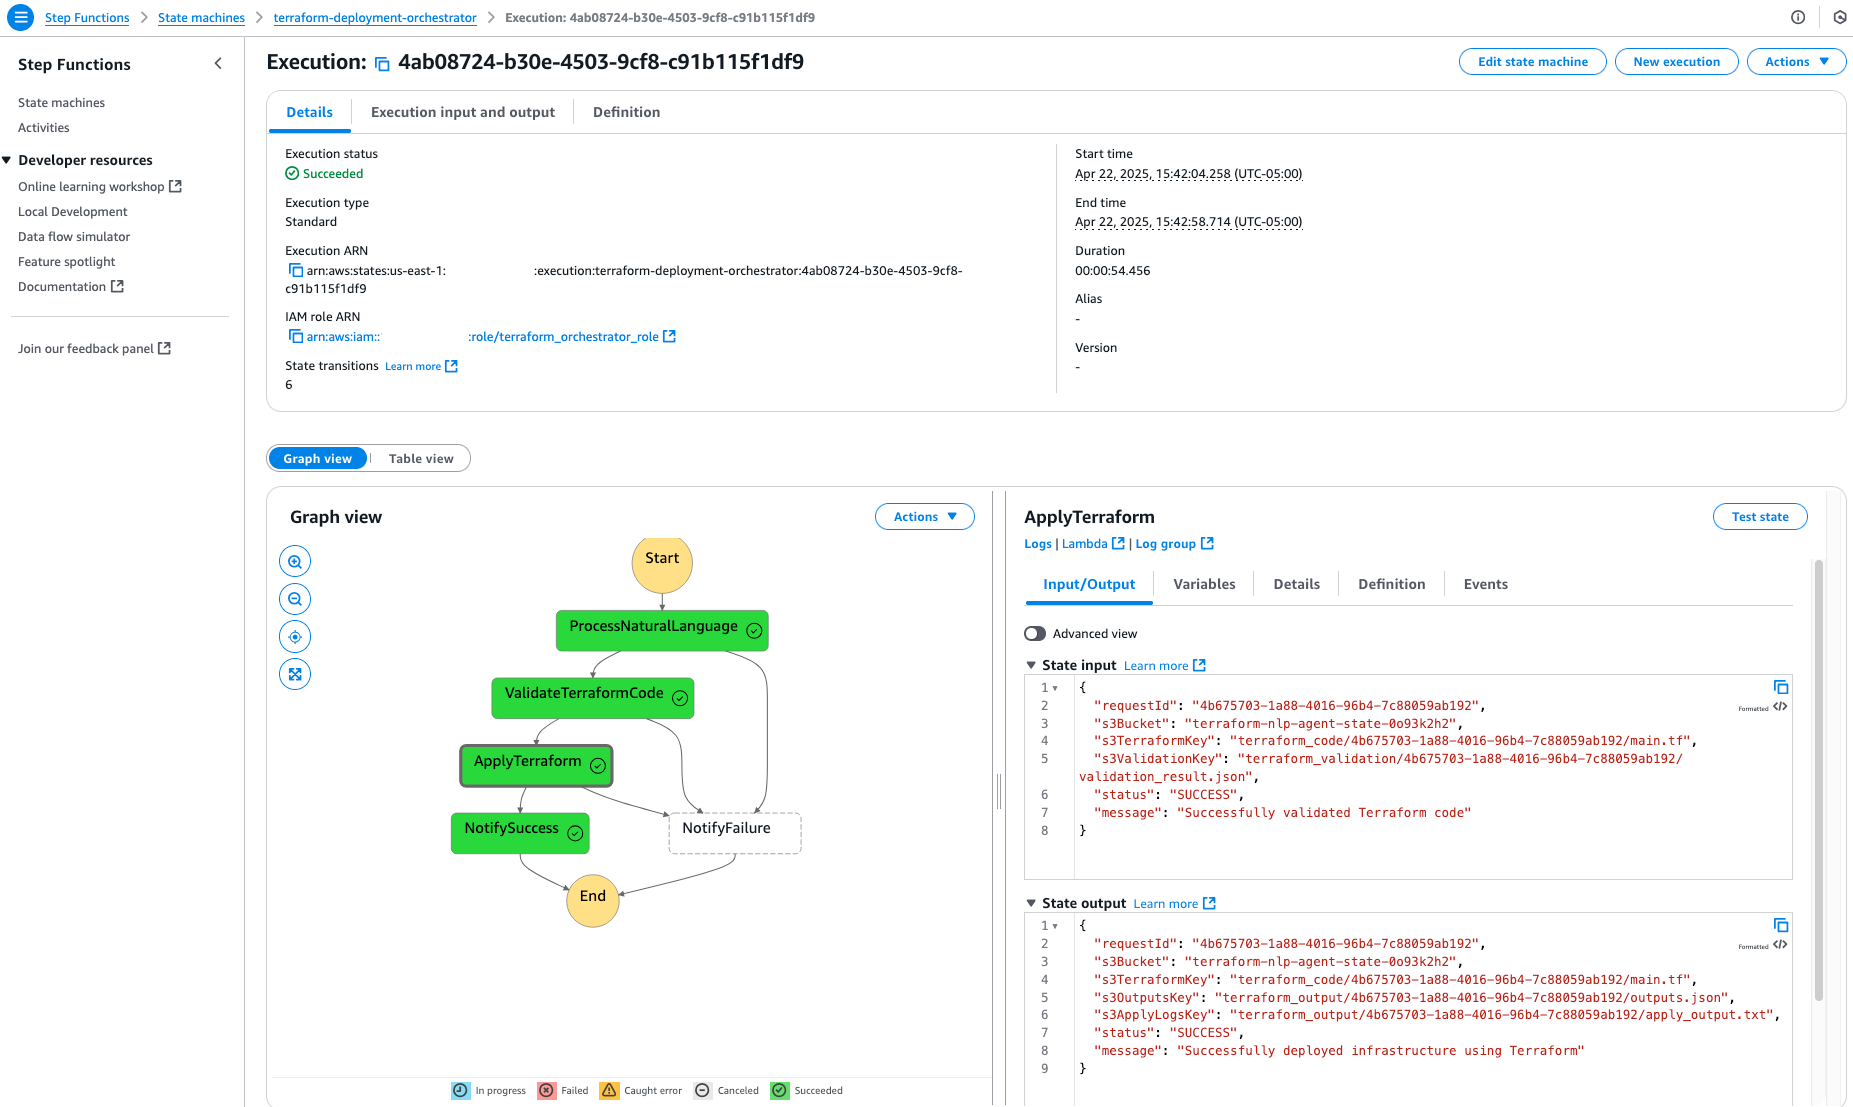 Step Functions > State machines > terraform-deployment-orchestrator > Execution: 4ab08724-b30e-4503-9cf8-c91b115f1df9
Step Functions
State machines
Activities
Developer resources
Online learning workshop
Local Development
Data flow simulator
Feature spotlight
Documentation
Join our feedback panel
Execution: 4ab08724-b30e-4503-9cf8-c91b115f1df9
Edit state machine
New execution
Actions
Details
Execution input and output
Definition
Execution status
Succeeded
Execution type
Standard
Execution ARN
arn:aws:states:us-east-1: :execution:terraform-deployment-orchestrator:4ab08724-b30e-4503-9cf8-
c91b115f1df9
IAM role ARN
arn:aws:iam:: :role/terraform_orchestrator_role
State transitions Learn more
6
Start time
Apr 22, 2025, 15:42:04.258 (UTC-05:00)
End time
Apr 22, 2025, 15:42:58.714 (UTC-05:00)
Duration
00:00:54.456
Alias
-
Version
-
Graph view
Table view
Graph view
Actions
Start
ProcessNaturalLanguage
ValidateTerraformCode
ApplyTerraform
NotifySuccess
NotifyFailure
End
In progress
Failed
Caught error
Canceled
Succeeded
ApplyTerraform
Test state
Logs | Lambda | Log group
Input/Output
Variables
Details
Definition
Events
Advanced view
State input Learn more
Formatted
1 {
2 "requestId": "4b675703-1a88-4016-96b4-7c88059ab192",
3 "s3Bucket": "terraform-nlp-agent-state-0o93k2h2",
4 "s3TerraformKey": "terraform_code/4b675703-1a88-4016-96b4-7c88059ab192/main.tf",
5 "s3ValidationKey": "terraform_validation/4b675703-1a88-4016-96b4-7c88059ab192/
validation_result.json",
6 "status": "SUCCESS",
7 "message": "Successfully validated Terraform code"
8 }
State output Learn more
Formatted
1 {
2 "requestId": "4b675703-1a88-4016-96b4-7c88059ab192",
3 "s3Bucket": "terraform-nlp-agent-state-0o93k2h2",
4 "s3TerraformKey": "terraform_code/4b675703-1a88-4016-96b4-7c88059ab192/main.tf",
5 "s3OutputsKey": "terraform_output/4b675703-1a88-4016-96b4-7c88059ab192/outputs.json",
6 "s3ApplyLogsKey": "terraform_output/4b675703-1a88-4016-96b4-7c88059ab192/apply_output.txt",
7 "status": "SUCCESS",
8 "message": "Successfully deployed infrastructure using Terraform"
9 }